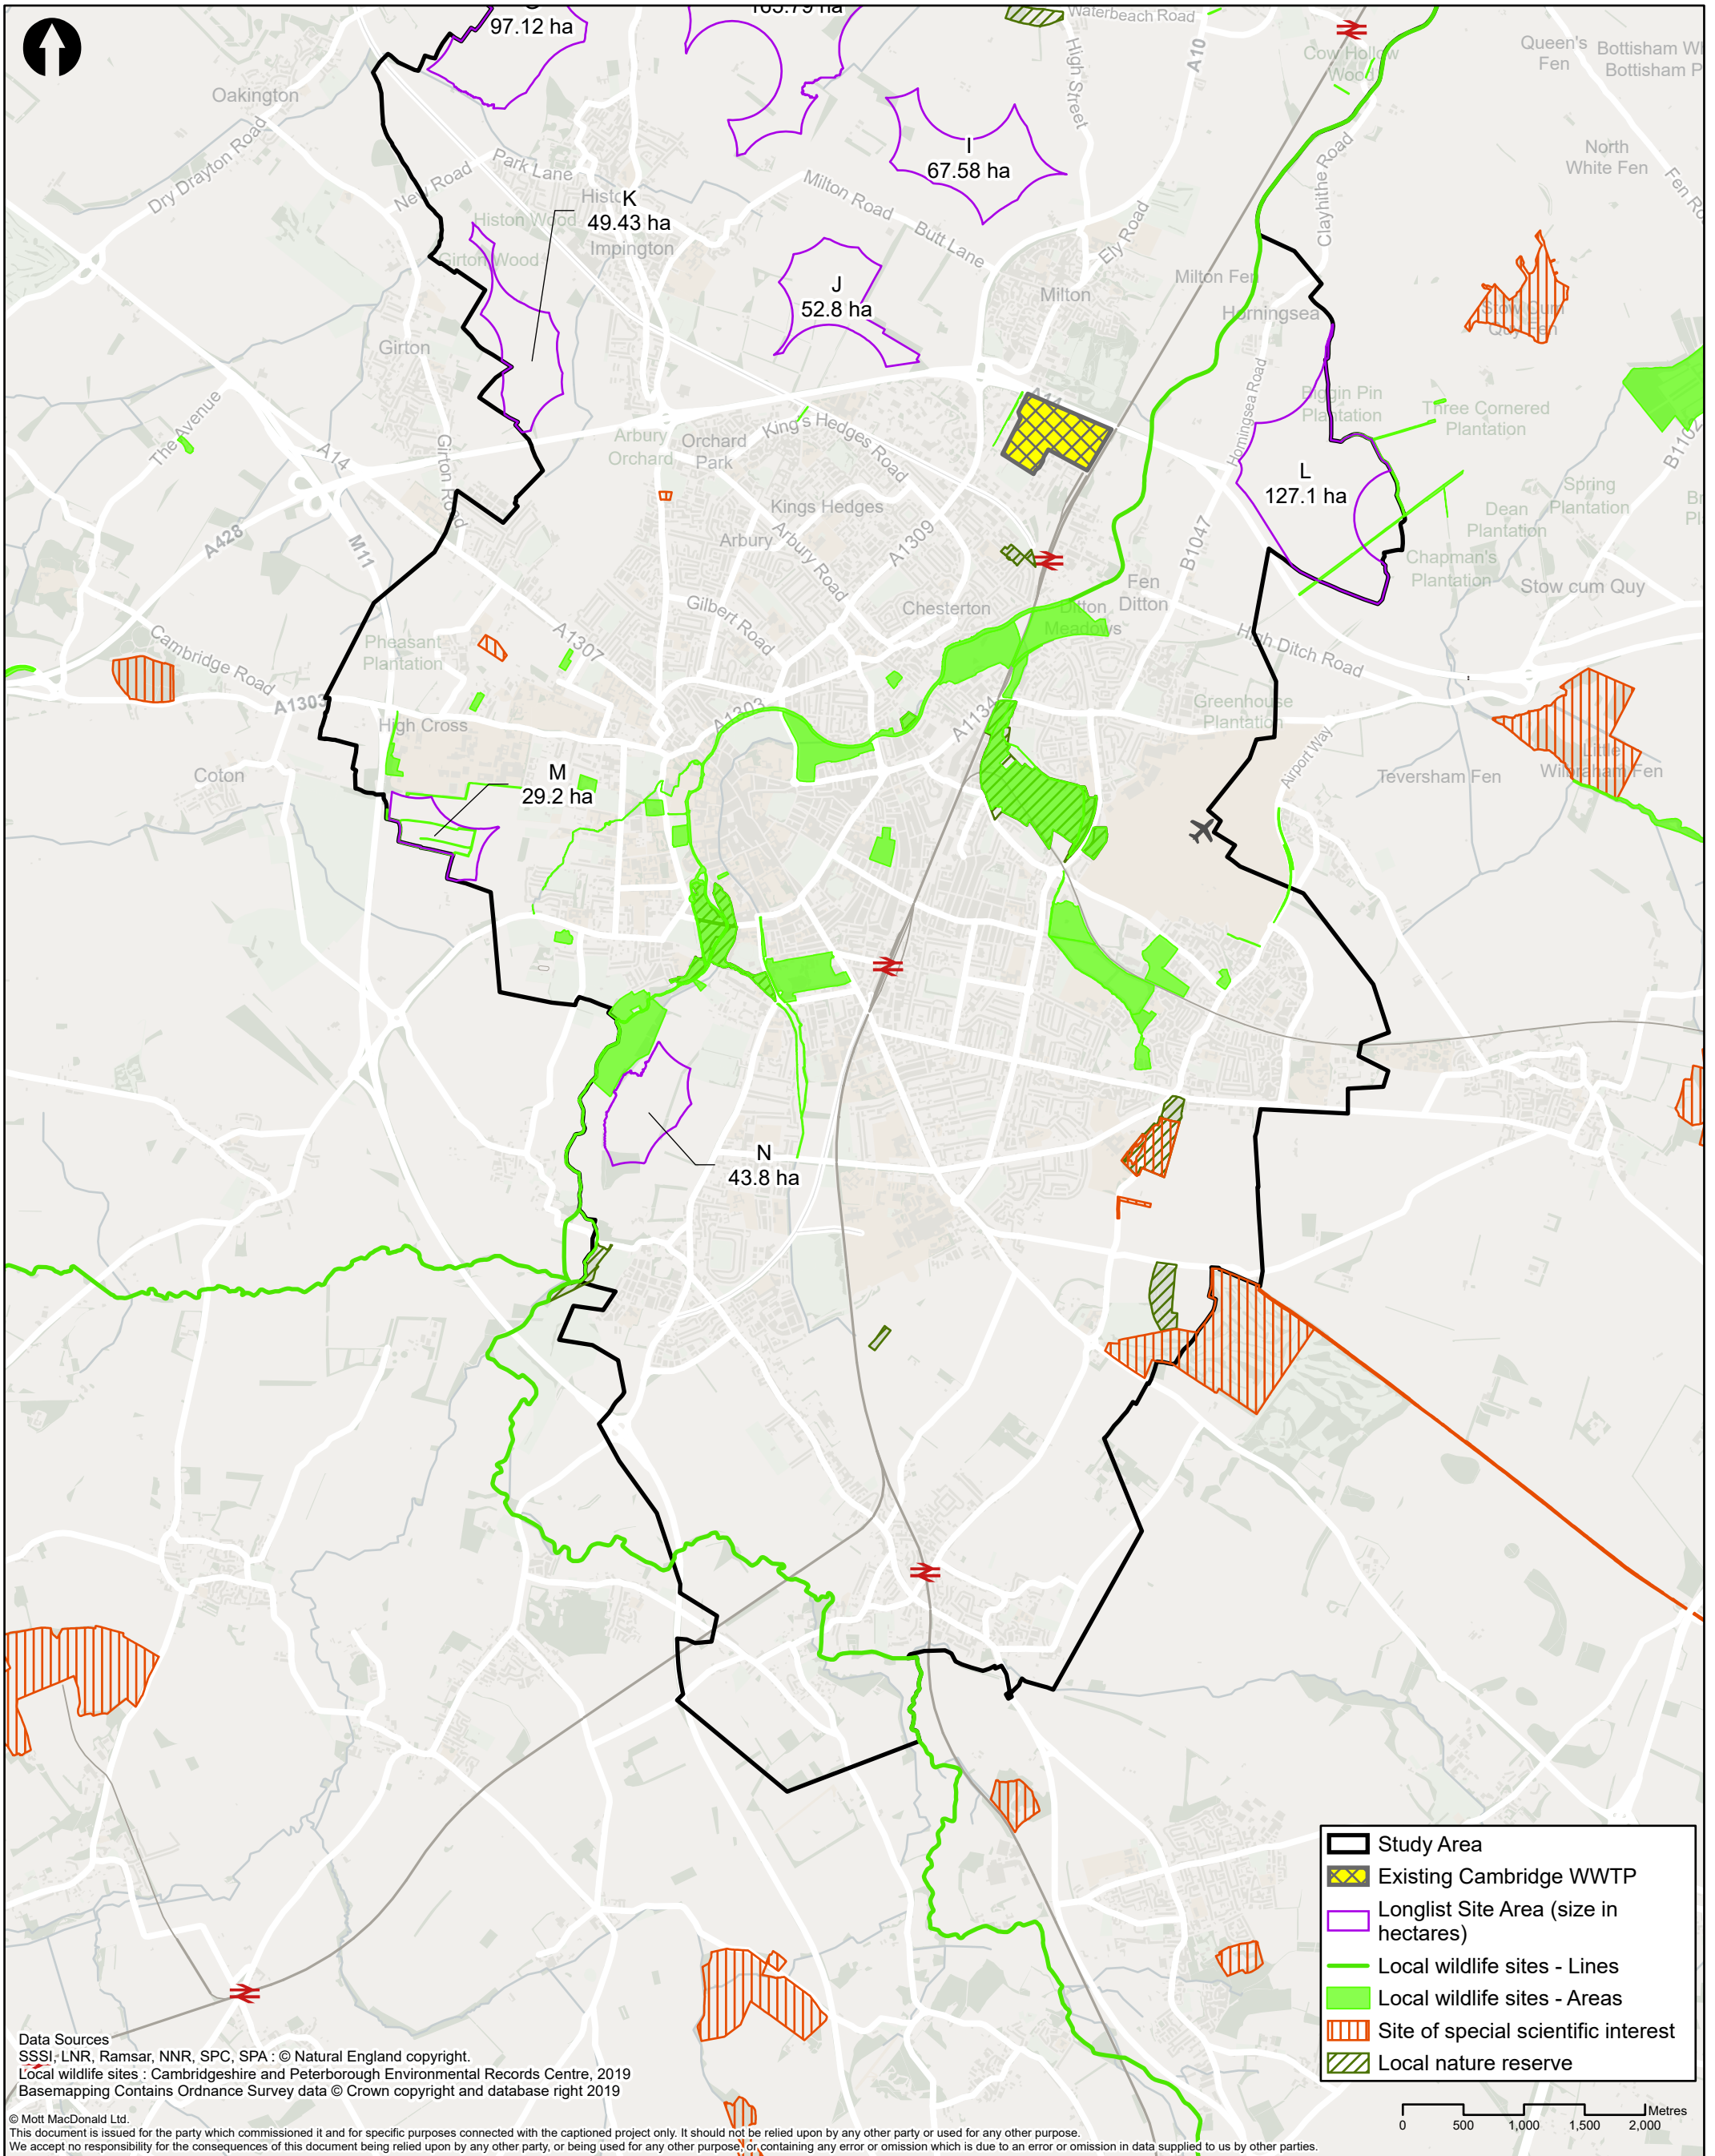 97.12 ha
165.79 ha
Waterbeach Road
High Street
A10
Cow Hollow
Wood
Queen's
Fen
Oakington
Dry Drayton Road
New Road
Park Lane
Histon Wood
Girton Wood
K
49.43 ha
Impington
I
67.58 ha
Milton Road
Butt Lane
Ely Road
Clayhithe Road
North
White Fen
J
52.8 ha
Milton
Milton Fen
Horningsea
Stow Cum
Quy Fen
Girton
The Avenue
A14
Girton Road
A428
M11
Arbury
Orchard
Orchard
Park
King's Hedges Road
A14
Horningsea Road
Biggin Pin
Plantation
Three Cornered
Plantation
B1102
L
127.1 ha
Spring
Plantation
Dean
Plantation
Kings Hedges
Arbury
Arbury Road
A1309
B1047
Chapman's
Plantation
Stow cum Quy
Chesterton
Fen
Ditton
Ditton
Meadows
High Ditch Road
Gilbert Road
A1307
Pheasant
Plantation
Cambridge Road
A1303
High Cross
A1303
A1134
Greenhouse
Plantation
Airport Way
Little
Wilbraham Fen
Teversham Fen
Coton
M
29.2 ha
N
43.8 ha
Study Area
Existing Cambridge WWTP
Longlist Site Area (size in
hectares)
Local wildlife sites - Lines
Local wildlife sites - Areas
Site of special scientific interest
Local nature reserve
Metres
0 500 1,000 1,500 2,000
Data Sources
SSSI, LNR, Ramsar, NNR, SPC, SPA : © Natural England copyright.
Local wildlife sites : Cambridgeshire and Peterborough Environmental Records Centre, 2019
Basemapping Contains Ordnance Survey data © Crown copyright and database right 2019
© Mott MacDonald Ltd.
This document is issued for the party which commissioned it and for specific purposes connected with the captioned project only. It should not be relied upon by any other party or used for any other purpose.
We accept no responsibility for the consequences of this document being relied upon by any other party, or being used for any other purpose, or containing any error or omission which is due to an error or omission in data supplied to us by other parties.